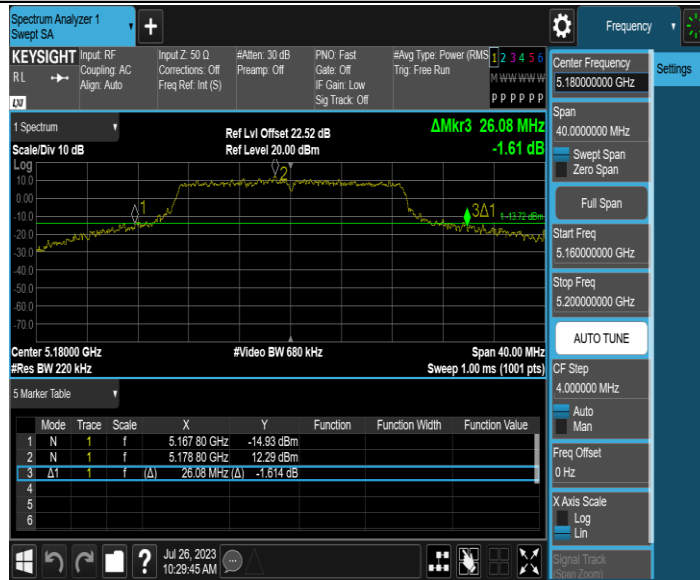 Spectrum Analyzer 1
Swept SA
Frequency
KEYSIGHT
RL
LXI
Input: RF
Coupling: AC
Align: Auto
Input Z: 50 Ω
Corrections: Off
Freq Ref: Int (S)
#Atten: 30 dB
Preamp: Off
PNO: Fast
Gate: Off
IF Gain: Low
Sig Track: Off
#Avg Type: Power (RMS
Trig: Free Run
1 2 3 4 5 6
M W W W W W
P P P P P P
Center Frequency
5.180000000 GHz
Settings
Span
40.0000000 MHz
Swept Span
Zero Span
Full Span
Start Freq
5.160000000 GHz
Stop Freq
5.200000000 GHz
AUTO TUNE
CF Step
4.000000 MHz
Auto
Man
Freq Offset
0 Hz
X Axis Scale
Log
Lin
Signal Track
(Span Zoom)
1 Spectrum
Scale/Div 10 dB
Ref Lvl Offset 22.52 dB
Ref Level 20.00 dBm
ΔMkr3 26.08 MHz
-1.61 dB
Log
10.0
0.00
-10.0
-20.0
-30.0
-40.0
-50.0
-60.0
-70.0
1
2
3Δ1
-13.72 dBm
Center 5.18000 GHz
#Res BW 220 kHz
#Video BW 680 kHz
Span 40.00 MHz
Sweep 1.00 ms (1001 pts)
5 Marker Table
Mode Trace Scale X Y Function Function Width Function Value
1 N 1 f 5.167 80 GHz -14.93 dBm
2 N 1 f 5.178 80 GHz 12.29 dBm
3 Δ1 1 f (Δ) 26.08 MHz (Δ) -1.614 dB
4
5
6
?
Jul 26, 2023
10:29:45 AM